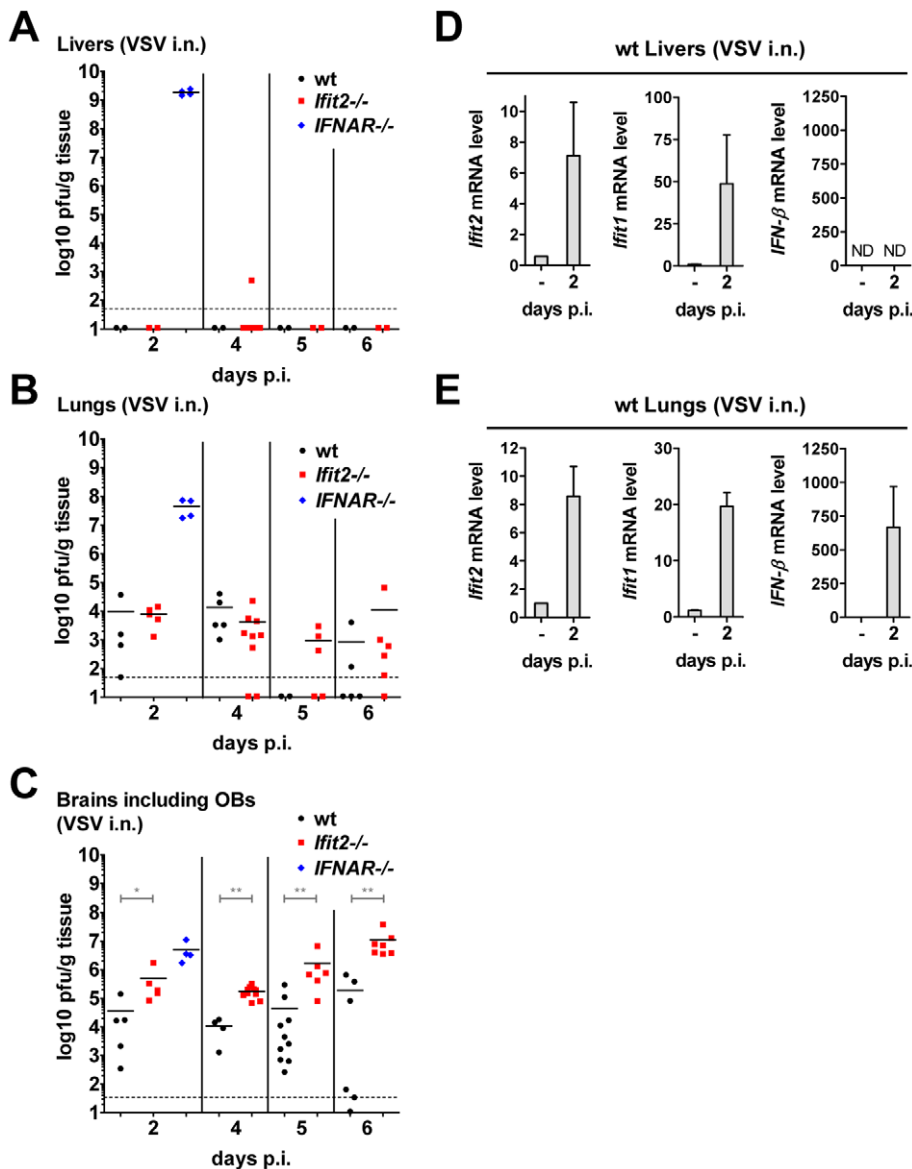 A
Livers (VSV i.n.)
wt
Ifit2-/-
IFNAR-/-
log10 pfu/g tissue
10
9
8
7
6
5
4
3
2
1
2 4 5 6
days p.i.
B
Lungs (VSV i.n.)
wt
Ifit2-/-
IFNAR-/-
log10 pfu/g tissue
10
9
8
7
6
5
4
3
2
1
2 4 5 6
days p.i.
C
Brains including OBs
(VSV i.n.)
wt
Ifit2-/-
IFNAR-/-
log10 pfu/g tissue
10
9
8
7
6
5
4
3
2
1
* ** ** **
2 4 5 6
days p.i.
D
wt Livers (VSV i.n.)
Ifit2 mRNA level
10
8
6
4
2
0
- 2
days p.i.
Ifit1 mRNA level
100
75
50
25
0
- 2
days p.i.
IFN-β mRNA level
1250
1000
750
500
250
0
ND ND
- 2
days p.i.
E
wt Lungs (VSV i.n.)
Ifit2 mRNA level
12
10
8
6
4
2
0
- 2
days p.i.
Ifit1 mRNA level
30
20
10
0
- 2
days p.i.
IFN-β mRNA level
1250
1000
750
500
250
0
- 2
days p.i.